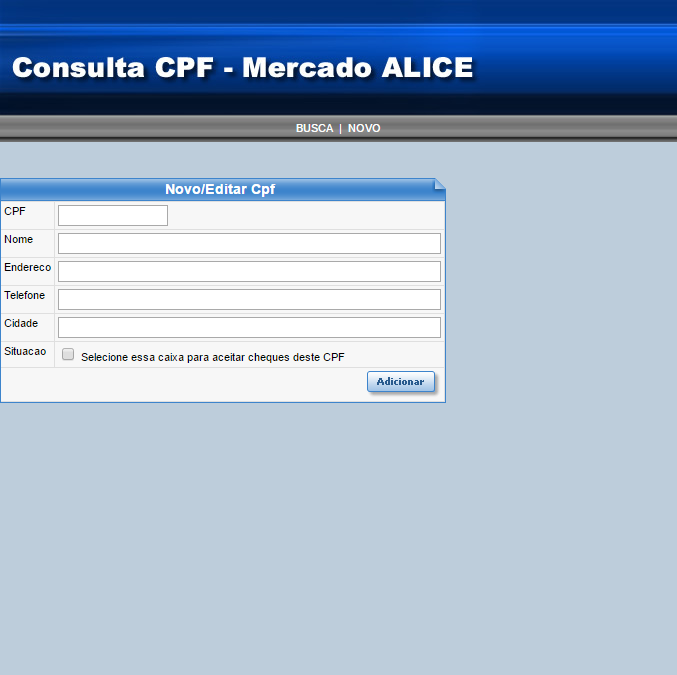 Consulta CPF - Mercado ALICE
BUSCA | NOVO
Novo/Editar Cpf
CPF
Nome
Endereco
Telefone
Cidade
Situacao Selecione essa caixa para aceitar cheques deste CPF
Adicionar